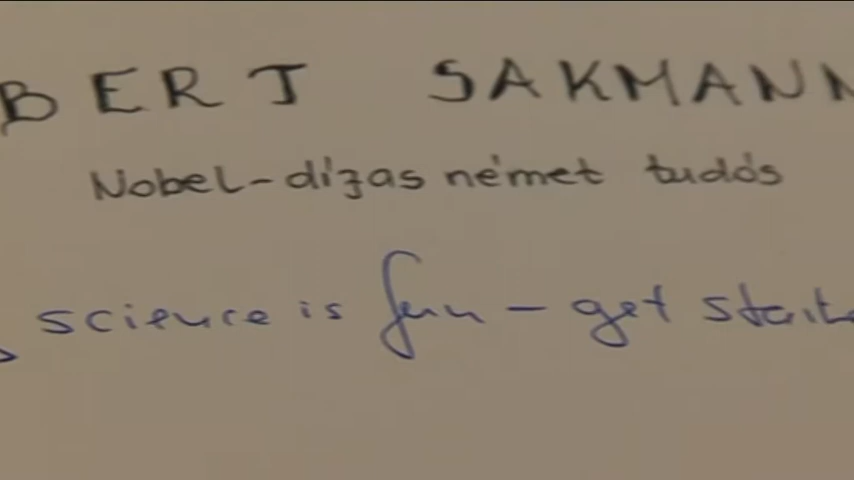 BERT SAKMANN
Nobel-díjas német tudós
science is fun - get start